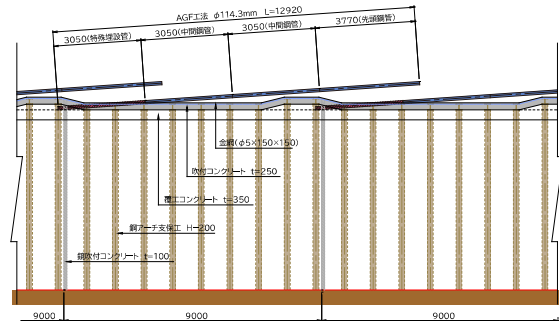 AGF工法 φ114.3mm L=12920
3050(特殊埋設管) 3050(中間鋼管) 3050(中間鋼管) 3770(先頭鋼管)
金網(φ5×150×150)
吹付コンクリート t=250
覆工コンクリート t=350
鋼アーチ支保工 H-200
鏡吹付コンクリート t=100
9000 9000 9000